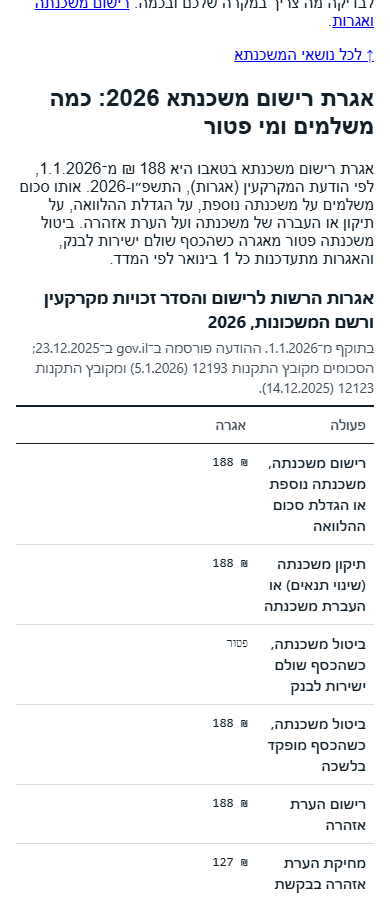 לבדיקה מה צריך במקרה שלכם ובכמה. רישום משכנתה
ואגרות.
↑ לכל נושאי המשכנתא
אגרת רישום משכנתא 2026: כמה
משלמים ומי פטור
אגרת רישום משכנתא בטאבו היא 188 ₪ מ־1.1.2026,
לפי הודעת המקרקעין (אגרות), התשפ״ו-2026. אותו סכום
משלמים על משכנתה נוספת, על הגדלת ההלוואה, על
תיקון או העברה של משכנתה ועל הערת אזהרה. ביטול
משכנתה פטור מאגרה כשהכסף שולם ישירות לבנק,
והאגרות מתעדכנות כל 1 בינואר לפי המדד.
אגרות הרשות לרישום והסדר זכויות מקרקעין
ורשם המשכונות, 2026
בתוקף מ־1.1.2026. ההודעה פורסמה ב־gov.il ב־23.12.2025;
הסכומים מקובץ התקנות 12193 (5.1.2026) ומקובץ התקנות
12123 (14.12.2025).
פעולה אגרה
רישום משכנתה, 188 ₪
משכנתה נוספת
או הגדלת סכום
ההלוואה
תיקון משכנתה 188 ₪
(שינוי תנאים) או
העברת משכנתה
ביטול משכנתה, פטור
כשהכסף שולם
ישירות לבנק
ביטול משכנתה, 188 ₪
כשהכסף מופקד
בלשכה
רישום הערת 188 ₪
אזהרה
מחיקת הערת 127 ₪
אזהרה בבקשת